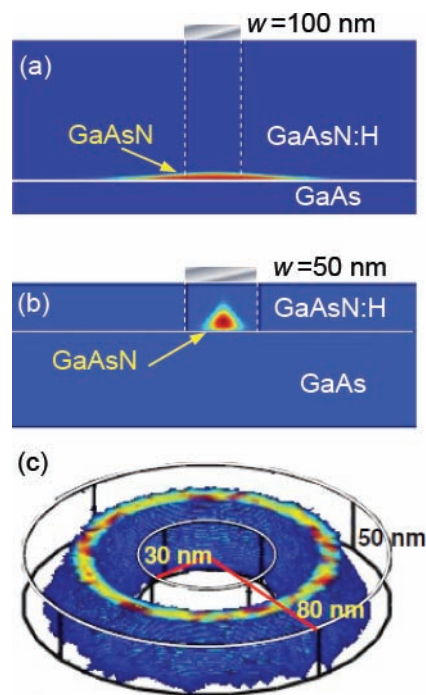 w=100 nm
(a)
GaAsN
GaAsN:H
GaAs
w=50 nm
(b)
GaAsN:H
GaAsN
GaAs
(c)
50 nm
30 nm
80 nm